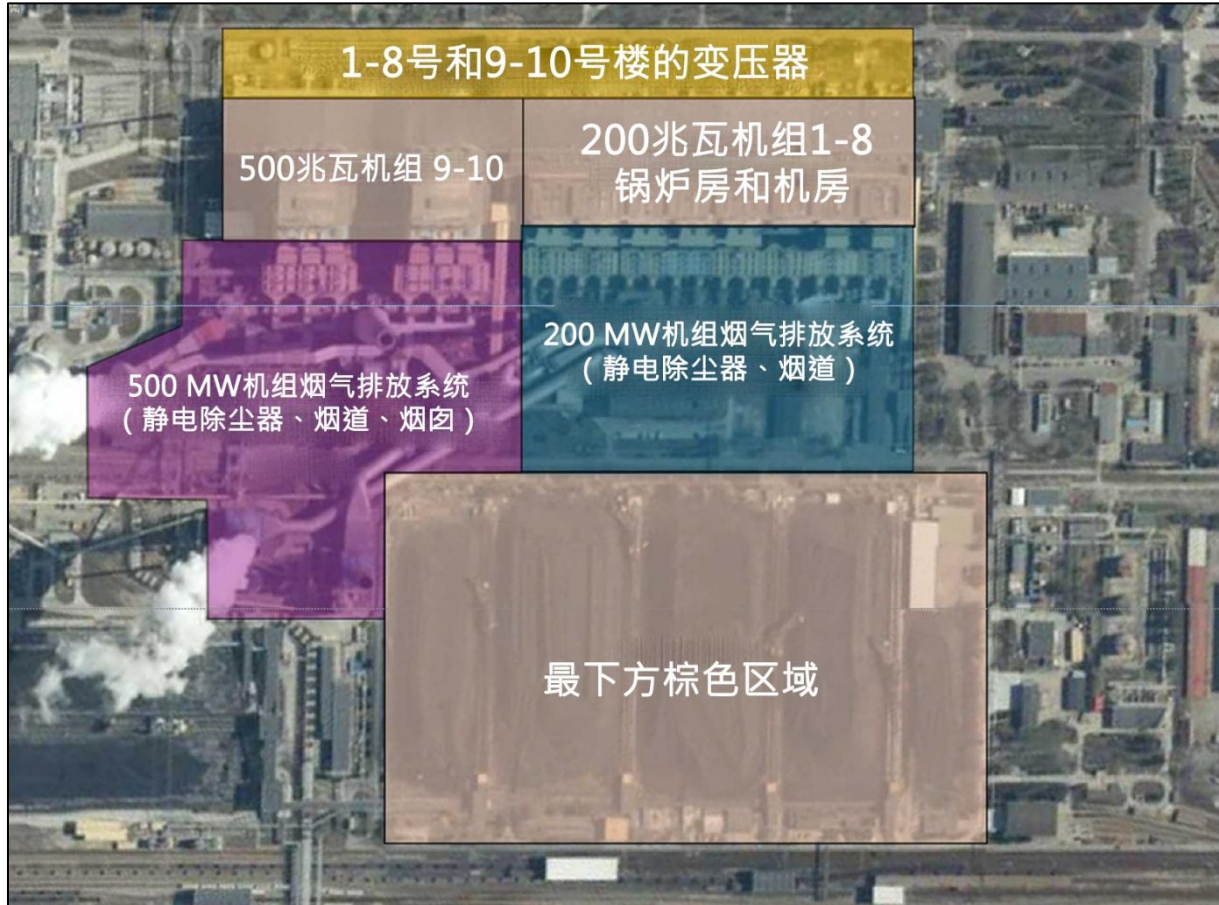 1-8号和9-10号楼的变压器
500兆瓦机组 9-10
200兆瓦机组1-8
锅炉房和机房
200 MW机组烟气排放系统
（静电除尘器、烟道）
500 MW机组烟气排放系统
（静电除尘器、烟道、烟囱）
最下方棕色区域